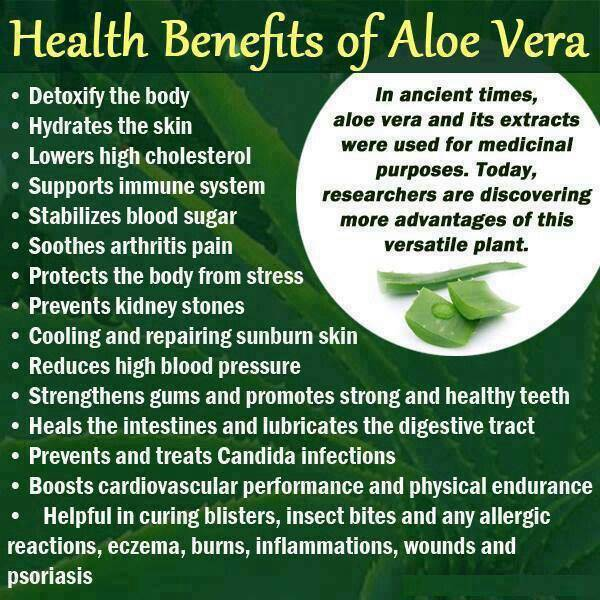 Health Benefits of Aloe Vera
• Detoxify the body
• Hydrates the skin
• Lowers high cholesterol
• Supports immune system
• Stabilizes blood sugar
• Soothes arthritis pain
• Protects the body from stress
• Prevents kidney stones
• Cooling and repairing sunburn skin
• Reduces high blood pressure
• Strengthens gums and promotes strong and healthy teeth
• Heals the intestines and lubricates the digestive tract
• Prevents and treats Candida infections
• Boosts cardiovascular performance and physical endurance
• Helpful in curing blisters, insect bites and any allergic
reactions, eczema, burns, inflammations, wounds and
psoriasis
In ancient times,
aloe vera and its extracts
were used for medicinal
purposes. Today,
researchers are discovering
more advantages of this
versatile plant.